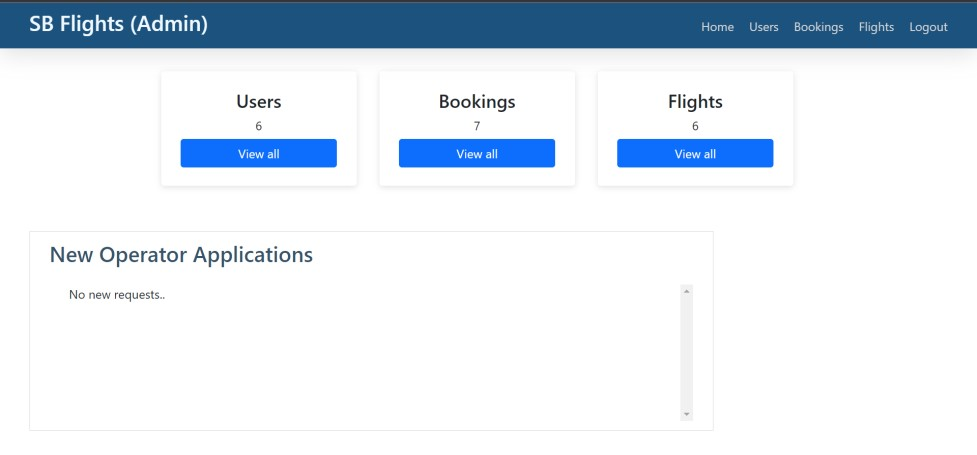 SB Flights (Admin)
Home Users Bookings Flights Logout
Users
6
View all
Bookings
7
View all
Flights
6
View all
New Operator Applications
No new requests..